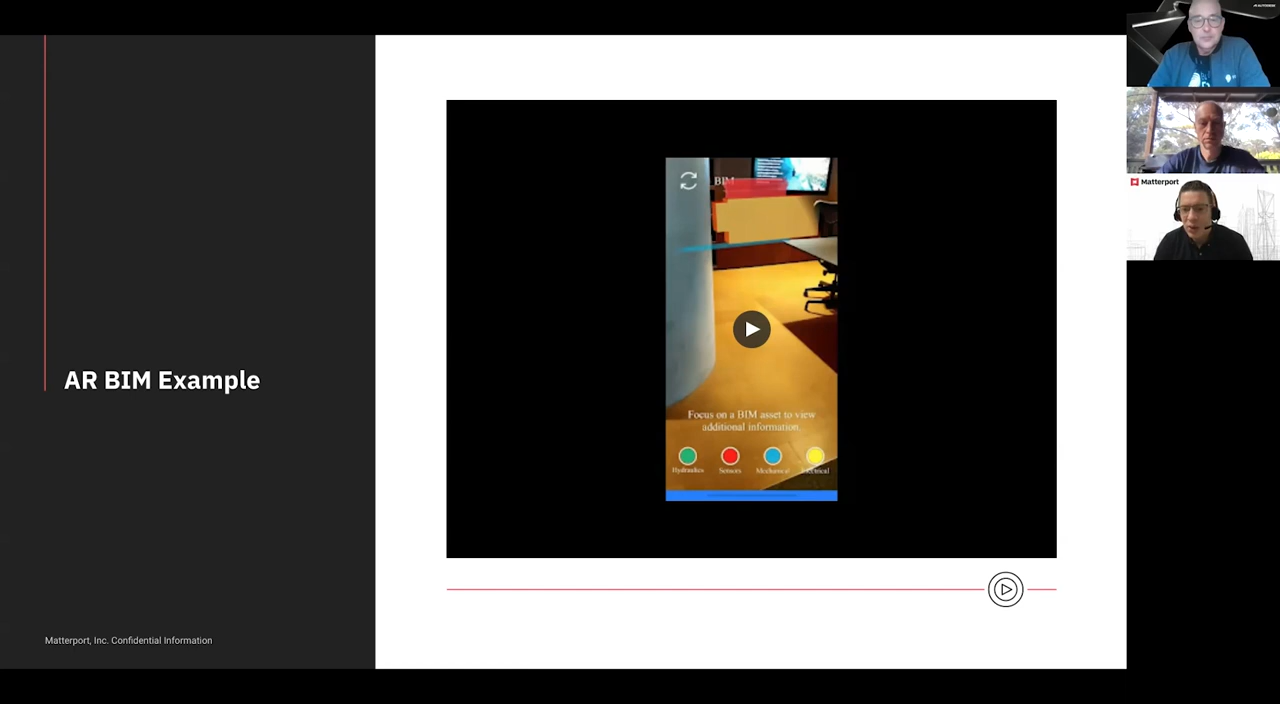 AR BIM Example
Matterport, Inc. Confidential Information
BIM
Focus on a BIM asset to view
additional information.
Hydraulics
Sensors
Mechanical
Electrical
AUTODESK
Matterport